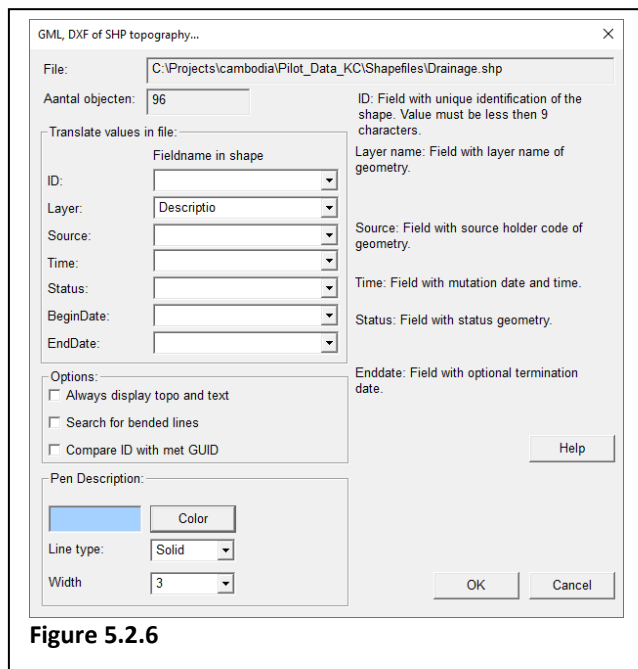 GML, DXF of SHP topography...
File: C:\Projects\cambodia\Pilot_Data_KC\Shapefiles\Drainage.shp
Aantal objecten: 96
ID: Field with unique identification of the
shape. Value must be less then 9
characters.
Translate values in file:
Fieldname in shape
Layer name: Field with layer name of
geometry.
ID:
Layer: Descriptio
Source:
Source: Field with source holder code of
geometry.
Time:
Time: Field with mutation date and time.
Status:
Status: Field with status geometry.
BeginDate:
EndDate:
Enddate: Field with optional termination
date.
Options:
Always display topo and text
Search for bended lines
Compare ID with met GUID
Help
Pen Description:
Color
Line type: Solid
Width 3
OK Cancel
Figure 5.2.6